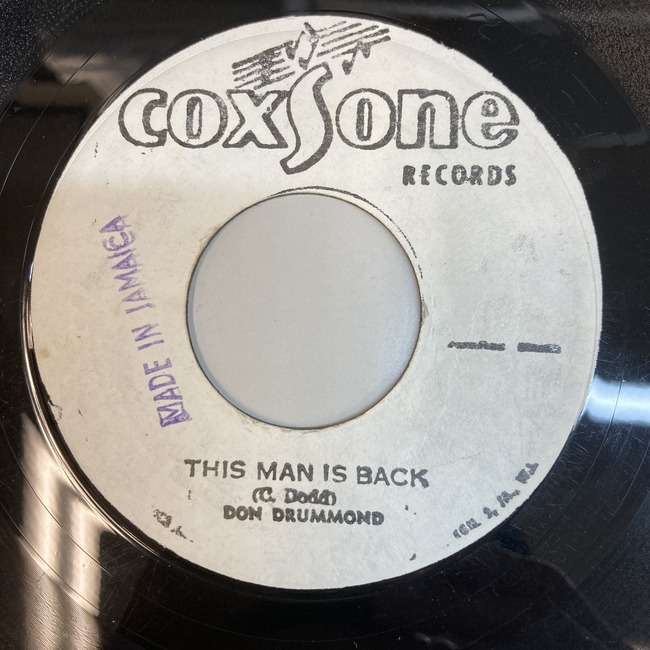 coxSone
RECORDS
MADE IN JAMAICA
THIS MAN IS BACK
(C. Dodd)
DON DRUMMOND